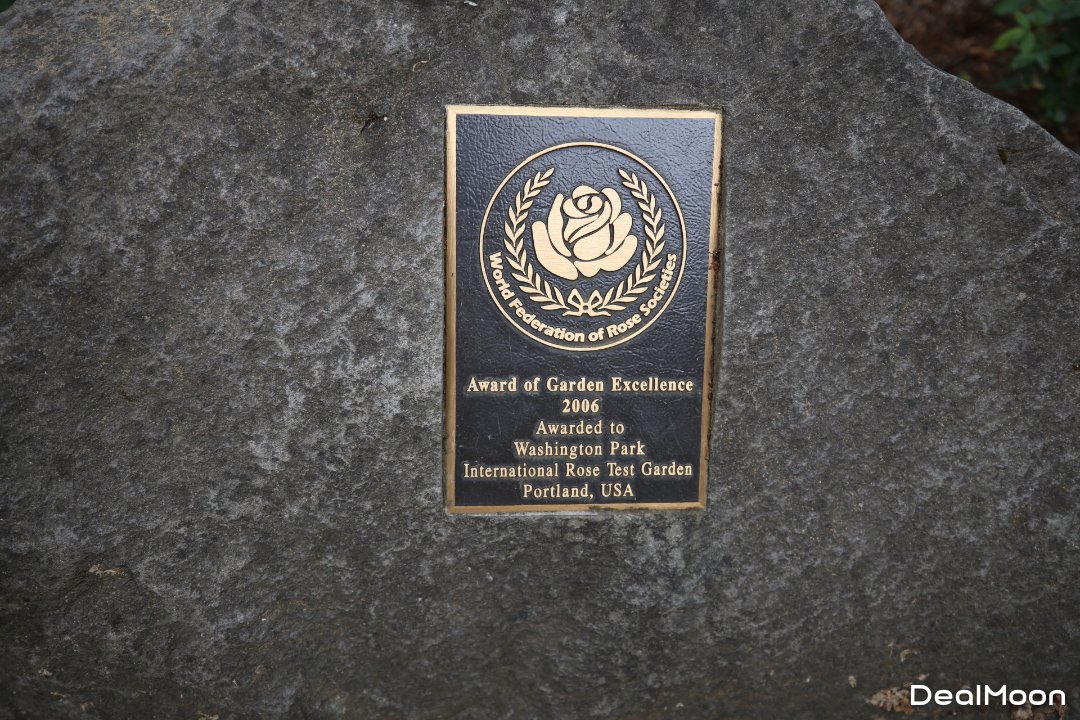 World Federation of Rose Societies
Award of Garden Excellence
2006
Awarded to
Washington Park
International Rose Test Garden
Portland, USA
DealMoon